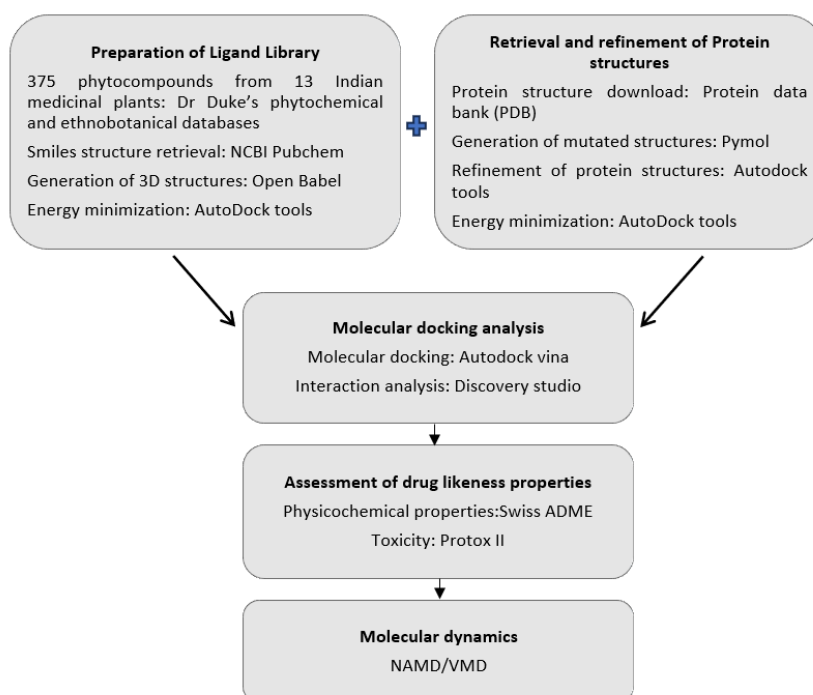 Preparation of Ligand Library
375 phytocompounds from 13 Indian
medicinal plants: Dr Duke's phytochemical
and ethnobotanical databases
Smiles structure retrieval: NCBI Pubchem
Generation of 3D structures: Open Babel
Energy minimization: AutoDock tools
Retrieval and refinement of Protein
structures
Protein structure download: Protein data
bank (PDB)
Generation of mutated structures: Pymol
Refinement of protein structures: Autodock
tools
Energy minimization: AutoDock tools
Molecular docking analysis
Molecular docking: Autodock vina
Interaction analysis: Discovery studio
Assessment of drug likeness properties
Physicochemical properties:Swiss ADME
Toxicity: Protox II
Molecular dynamics
NAMD/VMD